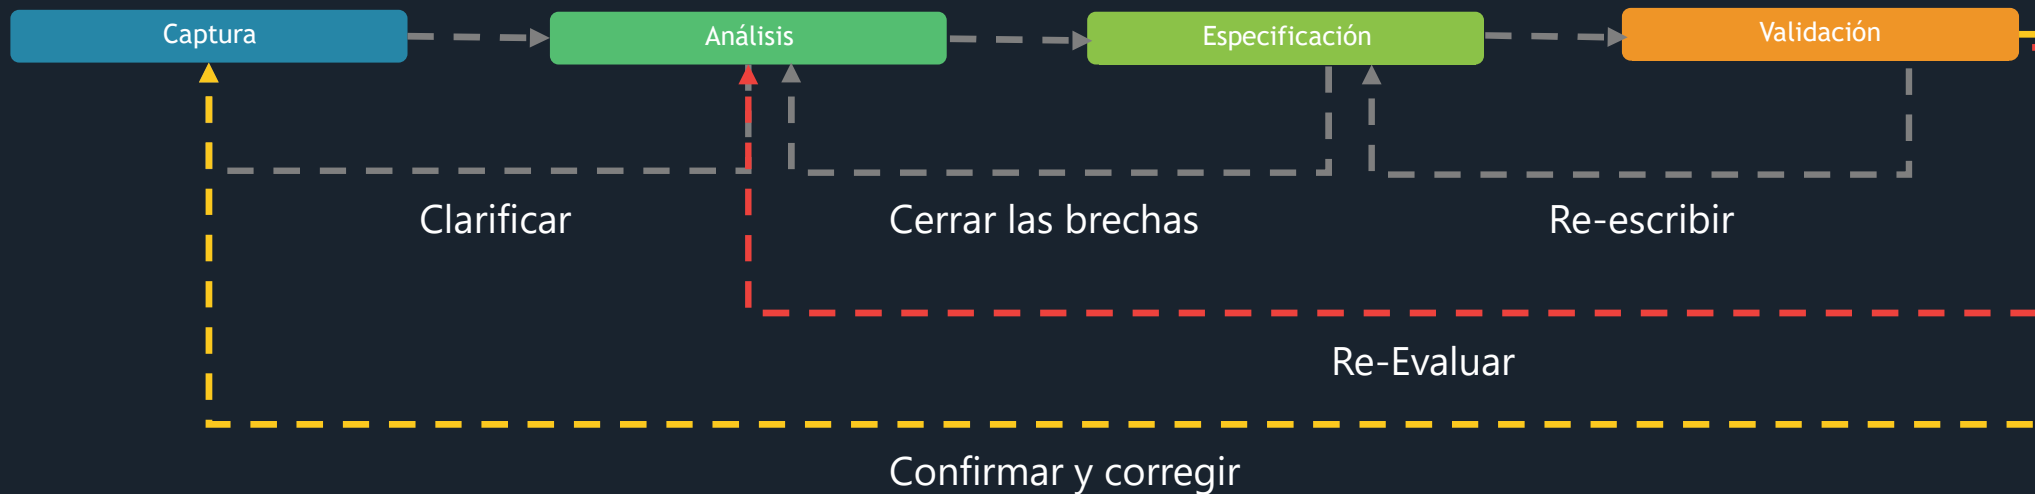 Captura
Análisis
Especificación
Validación
Clarificar
Cerrar las brechas
Re-escribir
Re-Evaluar
Confirmar y corregir